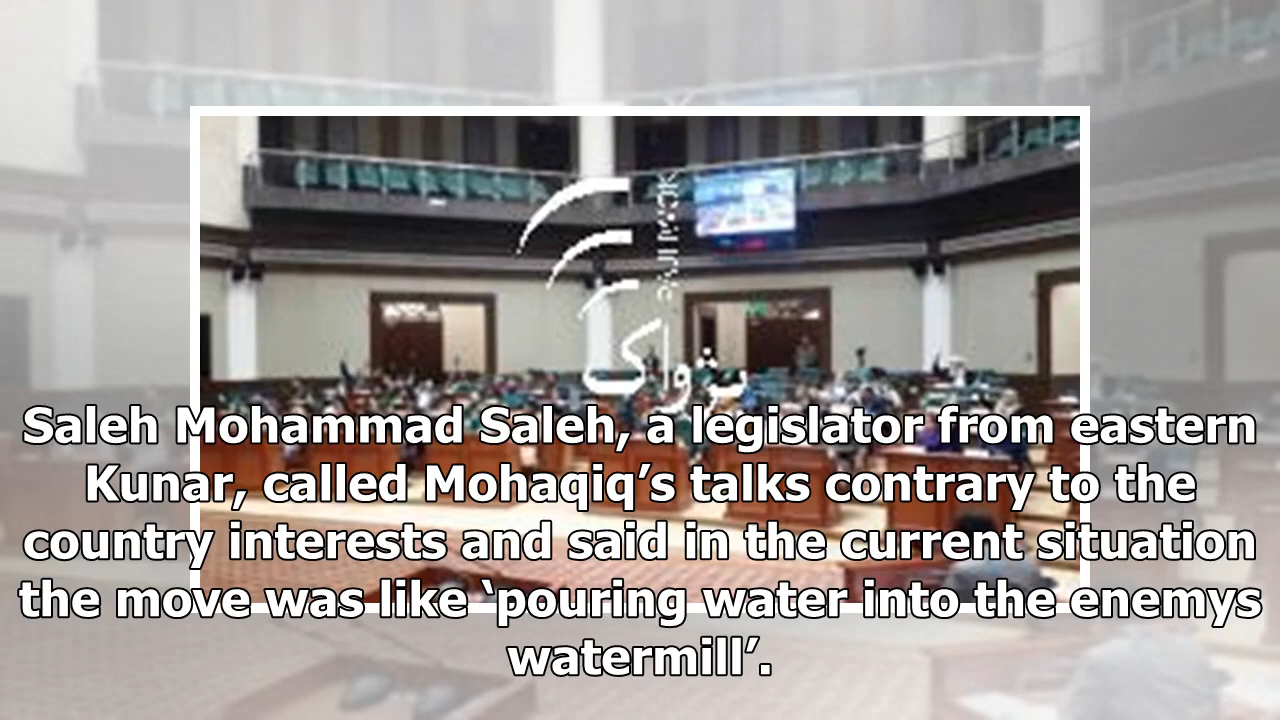 پژواک
Saleh Mohammad Saleh, a legislator from eastern
Kunar, called Mohaqiq’s talks contrary to the
country interests and said in the current situation
the move was like ‘pouring water into the enemys
watermill’.